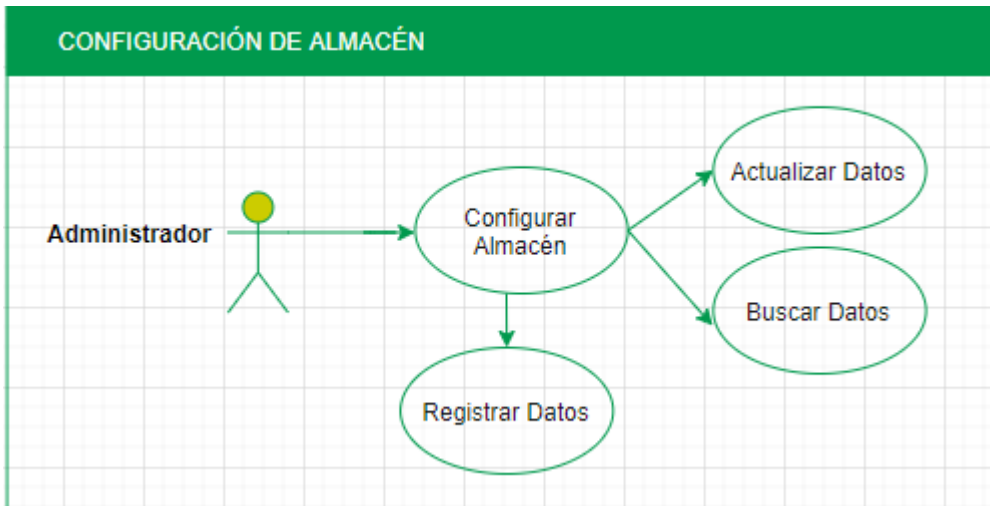 CONFIGURACIÓN DE ALMACÉN
Administrador
Configurar
Almacén
Actualizar Datos
Buscar Datos
Registrar Datos